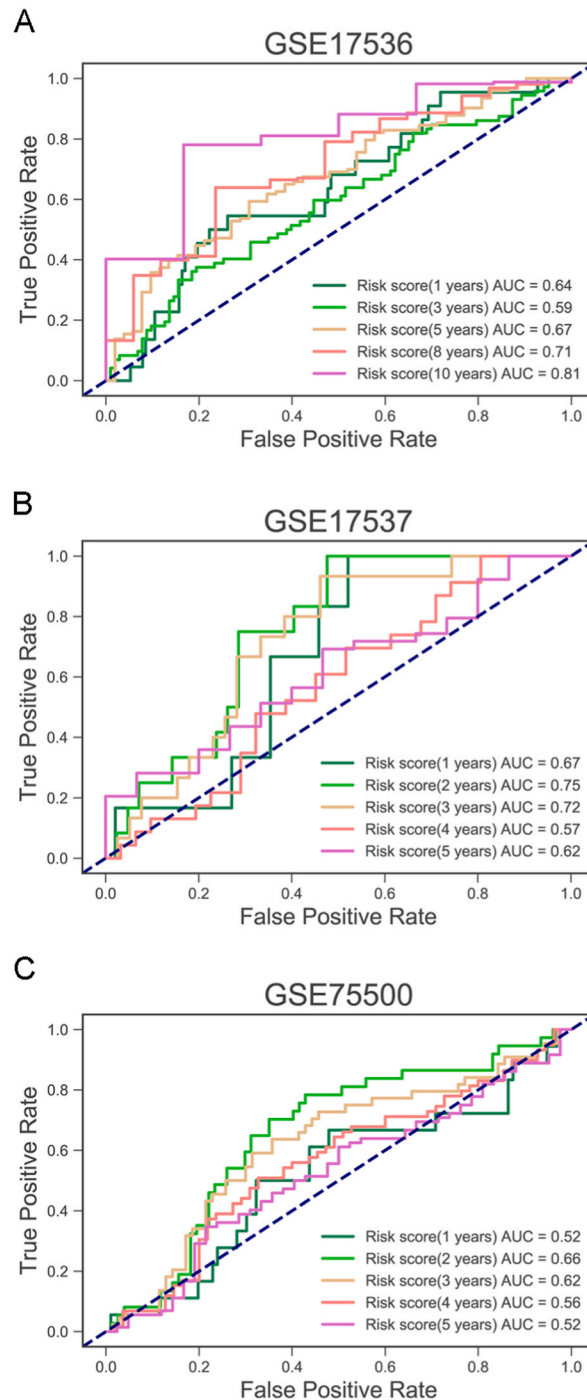 A
GSE17536
True Positive Rate
1.0
0.8
0.6
0.4
0.2
0.0
Risk score(1 years) AUC = 0.64
Risk score(3 years) AUC = 0.59
Risk score(5 years) AUC = 0.67
Risk score(8 years) AUC = 0.71
Risk score(10 years) AUC = 0.81
0.0 0.2 0.4 0.6 0.8 1.0
False Positive Rate
B
GSE17537
True Positive Rate
1.0
0.8
0.6
0.4
0.2
0.0
Risk score(1 years) AUC = 0.67
Risk score(2 years) AUC = 0.75
Risk score(3 years) AUC = 0.72
Risk score(4 years) AUC = 0.57
Risk score(5 years) AUC = 0.62
0.0 0.2 0.4 0.6 0.8 1.0
False Positive Rate
C
GSE75500
True Positive Rate
1.0
0.8
0.6
0.4
0.2
0.0
Risk score(1 years) AUC = 0.52
Risk score(2 years) AUC = 0.66
Risk score(3 years) AUC = 0.62
Risk score(4 years) AUC = 0.56
Risk score(5 years) AUC = 0.52
0.0 0.2 0.4 0.6 0.8 1.0
False Positive Rate